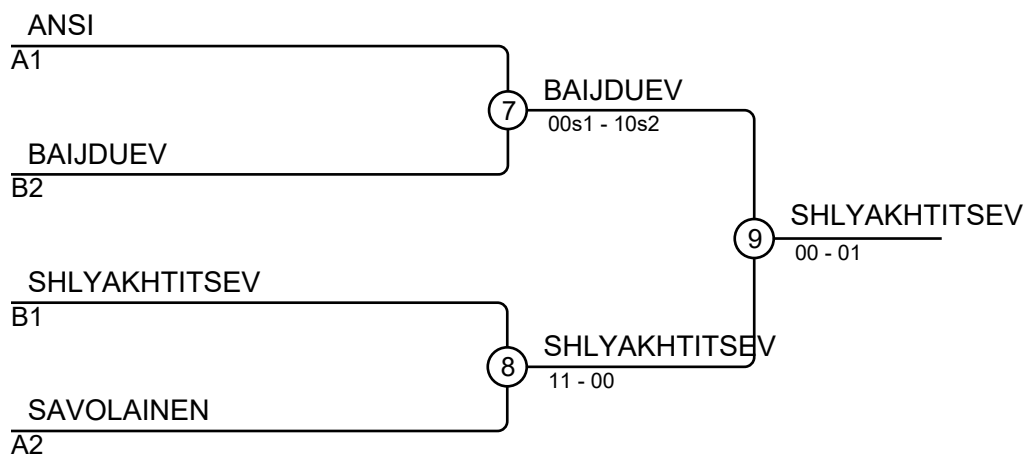 ANSI
A1
7
BAIJDUEV
00s1 - 10s2
BAIJDUEV
B2
9
SHLYAKHTITSEV
00 - 01
SHLYAKHTITSEV
B1
8
SHLYAKHTITSEV
11 - 00
SAVOLAINEN
A2